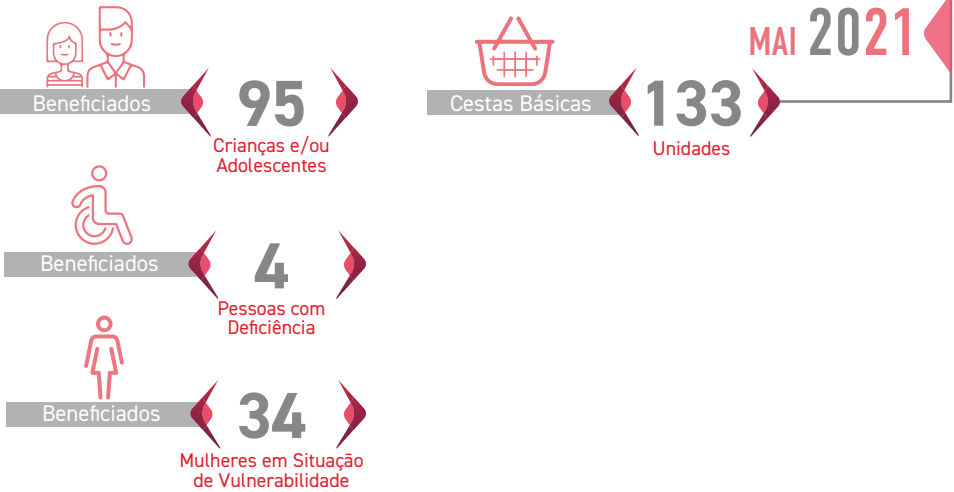 MAI 2021
Beneficiados
95
Crianças e/ou
Adolescentes
Cestas Básicas
133
Unidades
Beneficiados
4
Pessoas com
Deficiência
Beneficiados
34
Mulheres em Situação
de Vulnerabilidade